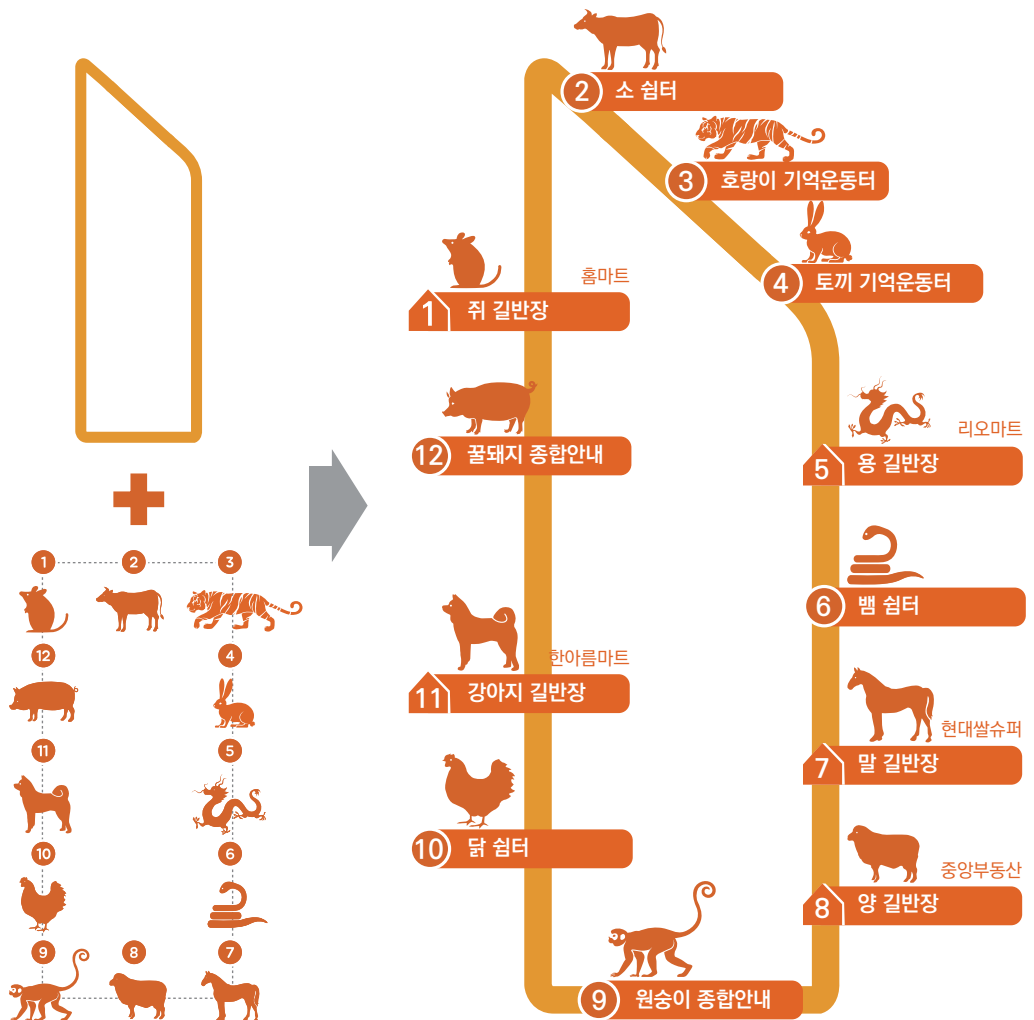 1
2
3
12
4
11
5
10
6
9
8
7
2 소 쉼터
3 호랑이 기억운동터
4 토끼 기억운동터
홈마트
1 쥐 길반장
12 꿀돼지 종합안내
리오마트
5 용 길반장
6 뱀 쉼터
한아름마트
11 강아지 길반장
현대쌀슈퍼
7 말 길반장
10 닭 쉼터
중앙부동산
8 양 길반장
9 원숭이 종합안내